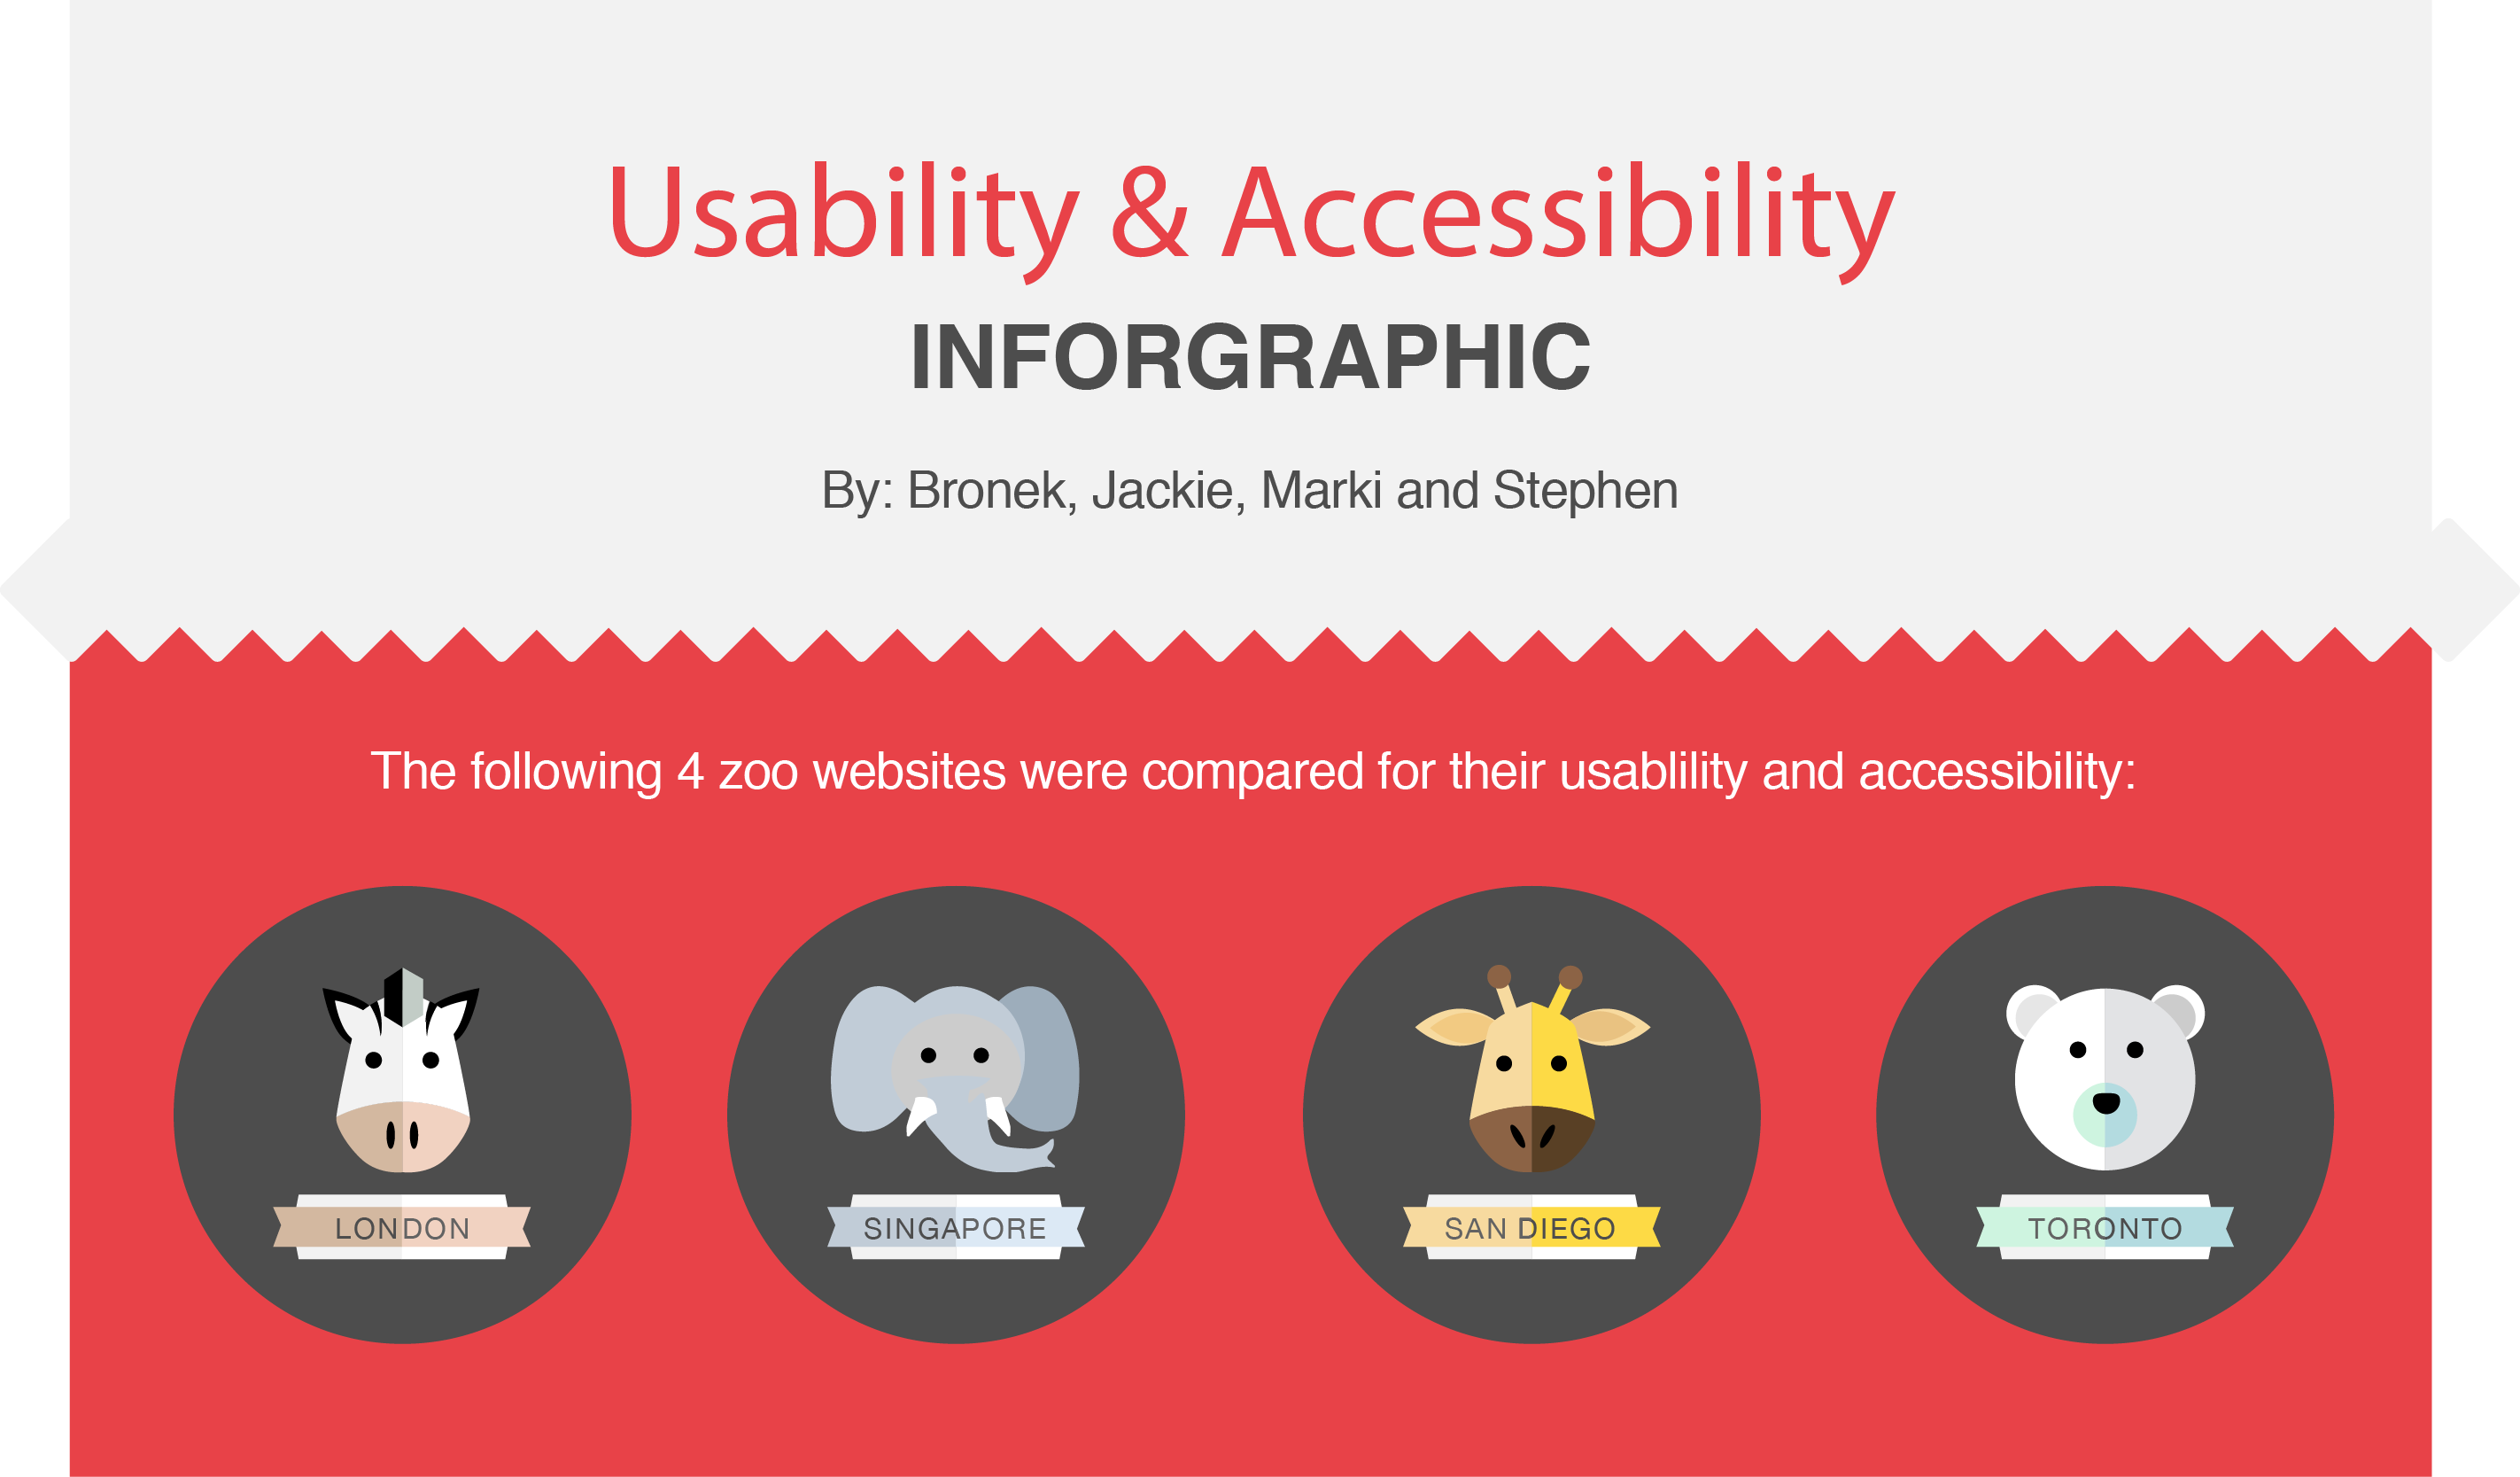 Usability & Accessibility
INFORGRAPHIC
By: Bronek, Jackie, Marki and Stephen
The following 4 zoo websites were compared for their usablility and accessibility:
LONDON
SINGAPORE
SAN DIEGO
TORONTO